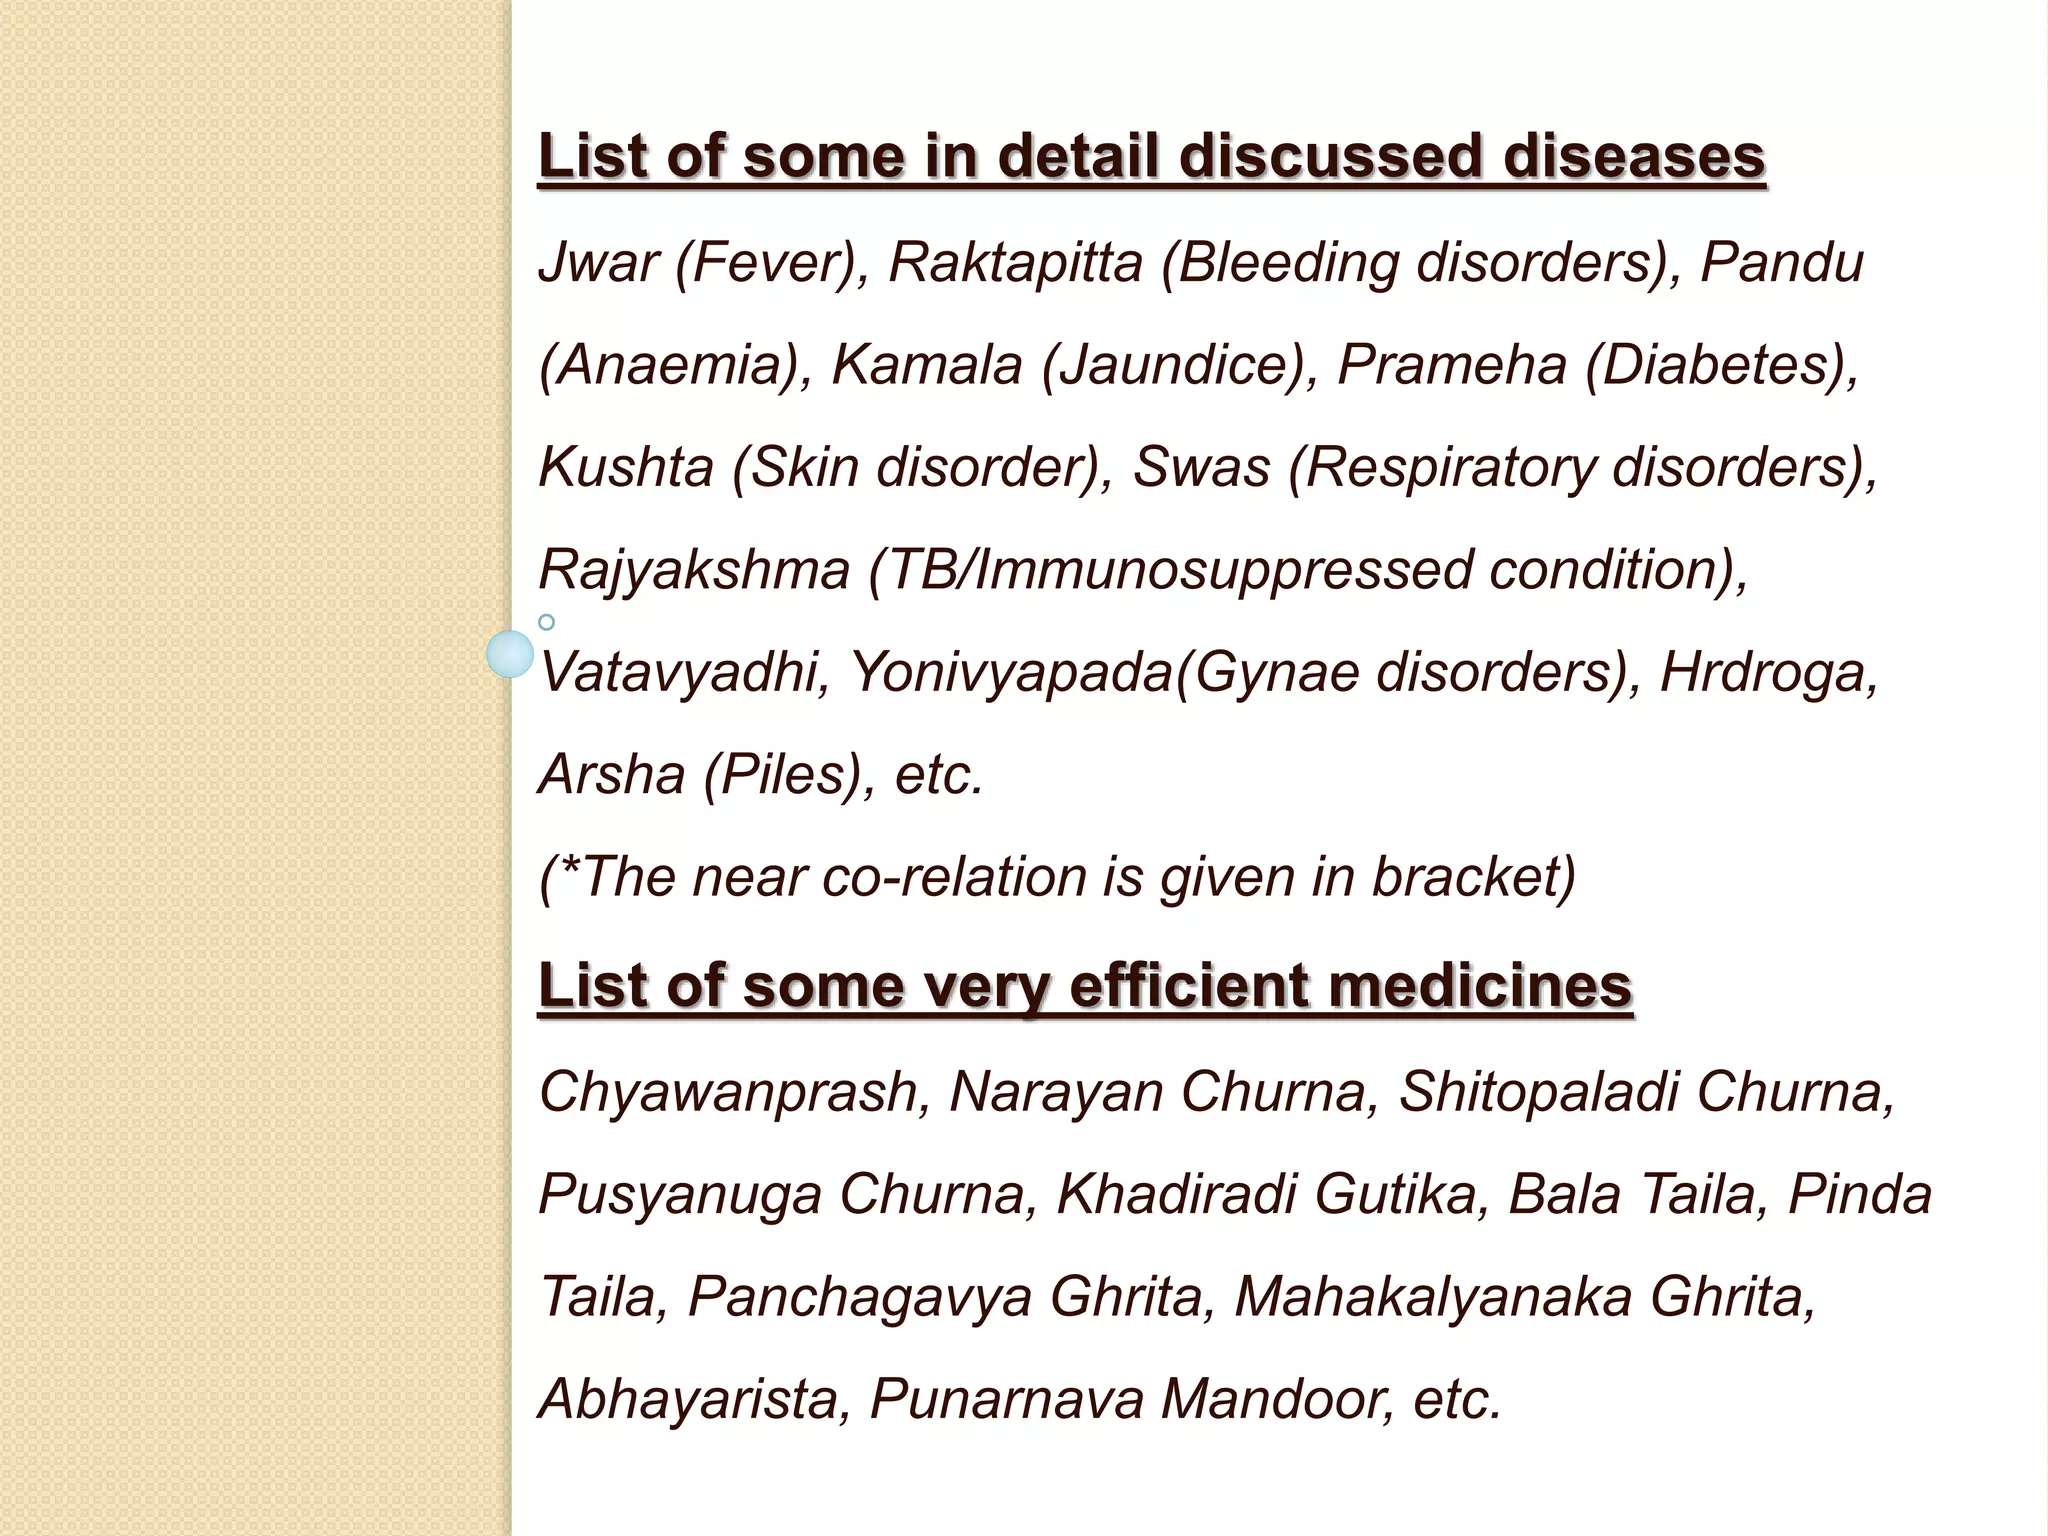 List of some in detail discussed diseases
Jwar (Fever), Raktapitta (Bleeding disorders), Pandu
(Anaemia), Kamala (Jaundice), Prameha (Diabetes),
Kushta (Skin disorder), Swas (Respiratory disorders),
Rajyakshma (TB/Immunosuppressed condition),
Vatavyadhi, Yonivyapada(Gynae disorders), Hrdroga,
Arsha (Piles), etc.
(*The near co-relation is given in bracket)
List of some very efficient medicines
Chyawanprash, Narayan Churna, Shitopaladi Churna,
Pusyanuga Churna, Khadiradi Gutika, Bala Taila, Pinda
Taila, Panchagavya Ghrita, Mahakalyanaka Ghrita,
Abhayarista, Punarnava Mandoor, etc.